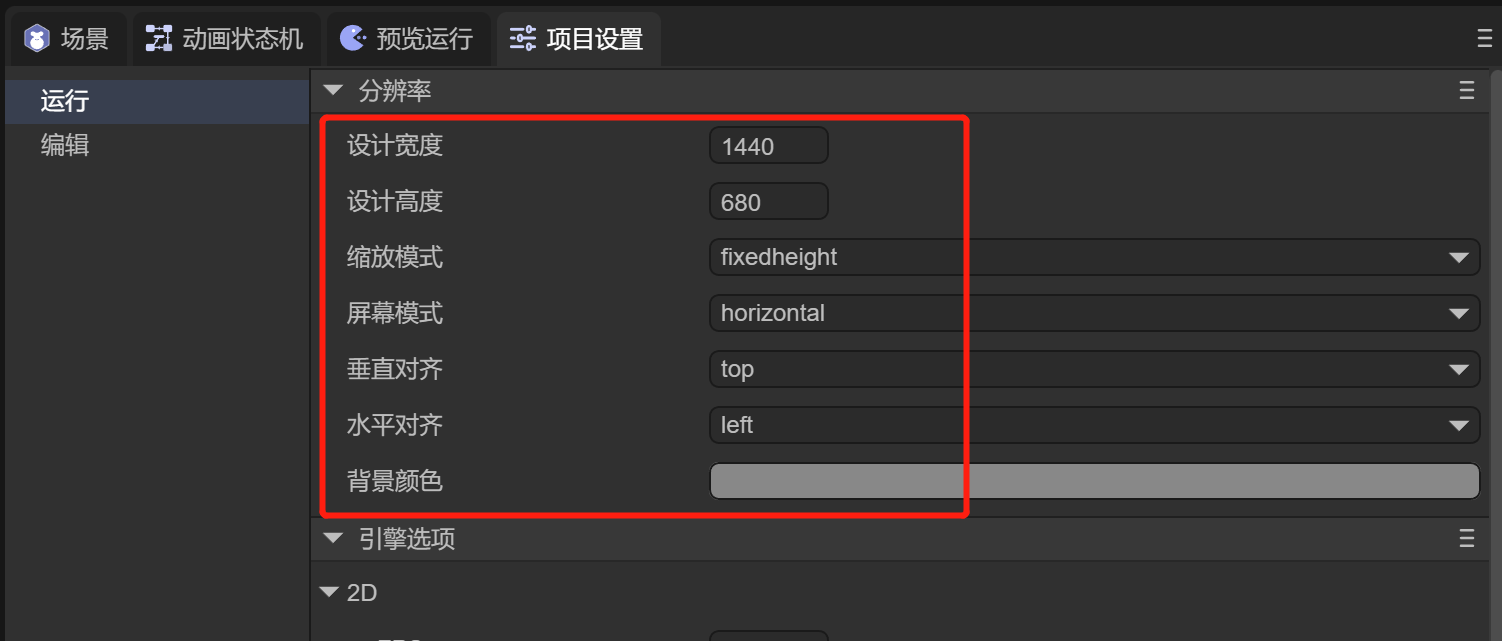 场景 动画状态机 预览运行 项目设置
运行
编辑
分辨率
设计宽度 1440
设计高度 680
缩放模式 fixedheight
屏幕模式 horizontal
垂直对齐 top
水平对齐 left
背景颜色
引擎选项
2D